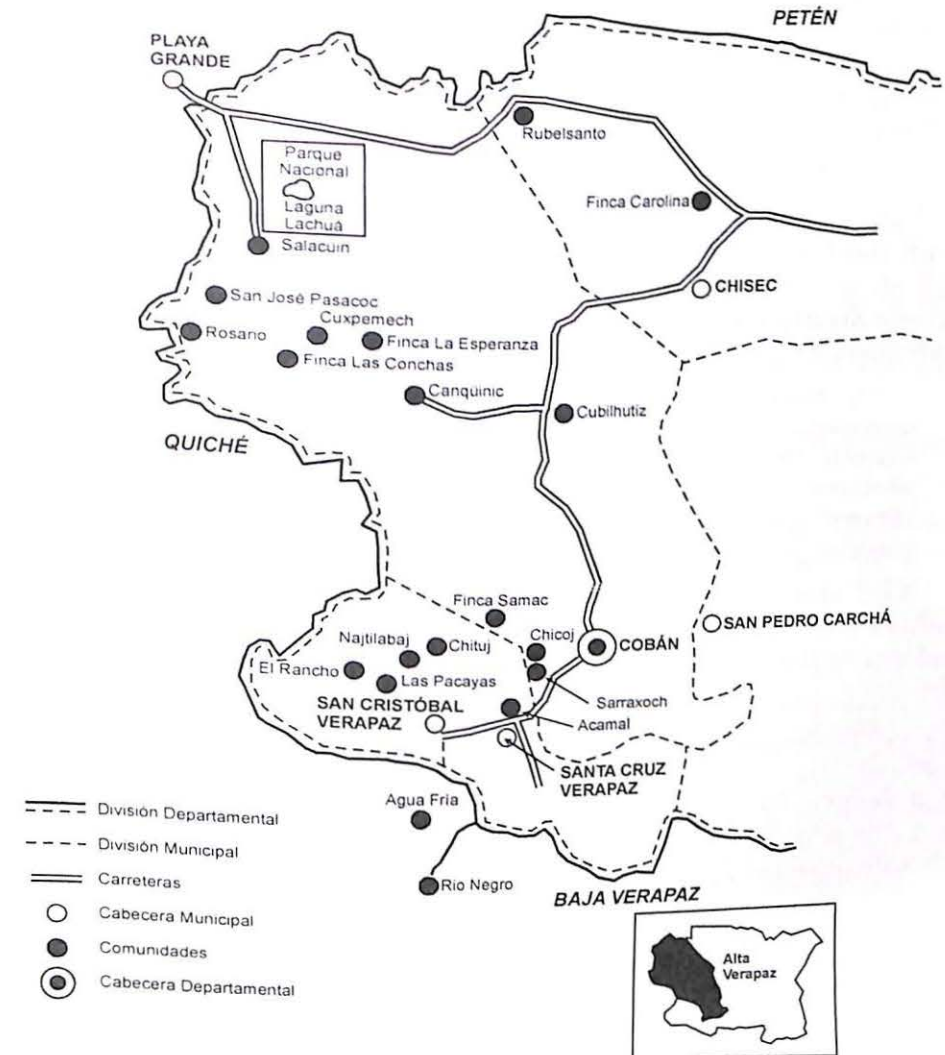 PETÉN
PLAYA
GRANDE
Rubelsanto
Parque
Nacional
Laguna
Lachuá
Finca Carolina
Salacuin
CHISEC
San José Pasacoc
Cuxpemech
Rosario
Finca La Esperanza
Finca Las Conchas
Canqüinic
Cubilhutiz
QUICHÉ
Finca Samac
SAN PEDRO CARCHÁ
Najtilabaj
Chituj
Chicoj
COBÁN
El Rancho
Las Pacayas
Sarraxoch
SAN CRISTÓBAL
VERAPAZ
Acamal
SANTA CRUZ
VERAPAZ
Agua Fría
Río Negro
BAJA VERAPAZ
División Departamental
División Municipal
Carreteras
Cabecera Municipal
Comunidades
Cabecera Departamental
Alta
Verapaz